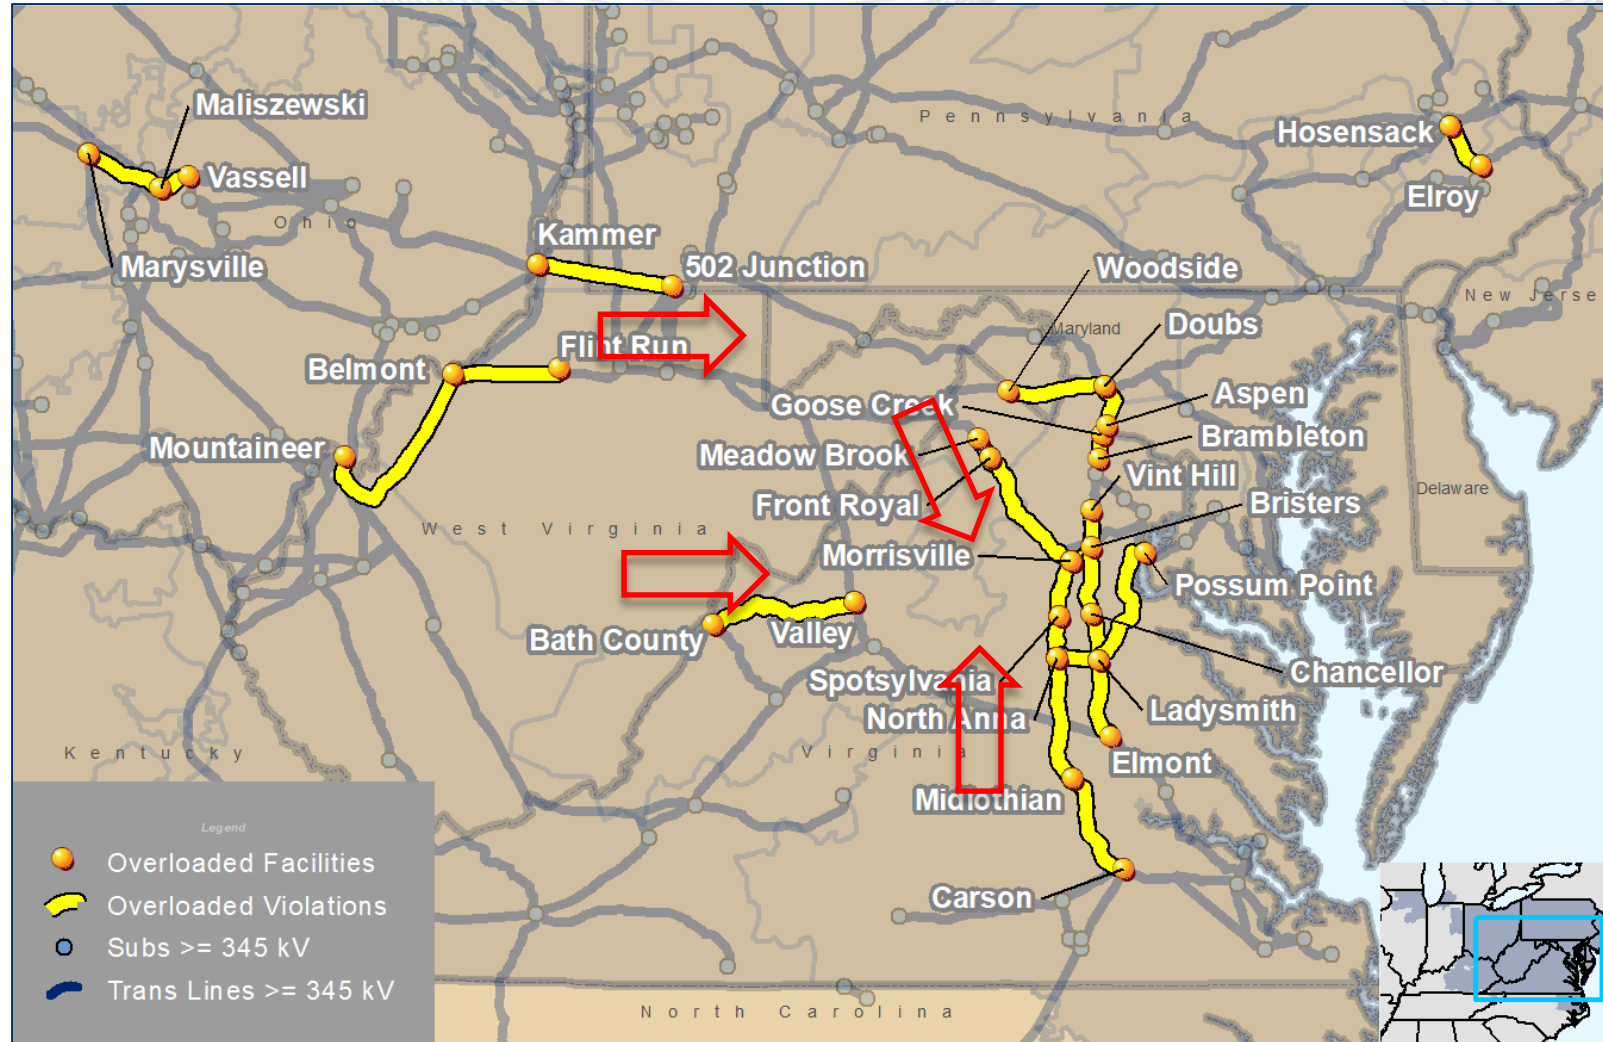 Pennsylvania
Maliszewski
Hosensack
Vassell
Elroy
Ohio
Kammer
Marysville
502 Junction
Woodside
New Jerse
Maryland
Doubs
Flint Run
Belmont
Goose Creek
Aspen
Mountaineer
Meadow Brook
Brambleton
Vint Hill
Delaware
Front Royal
Bristers
West Virginia
Morrisville
Possum Point
Bath County
Valley
Spotsylvania
Chancellor
North Anna
Ladysmith
Kentucky
Virginia
Elmont
Midlothian
Legend
Overloaded Facilities
Carson
Overloaded Violations
Subs >= 345 kV
Trans Lines >= 345 kV
North Carolina